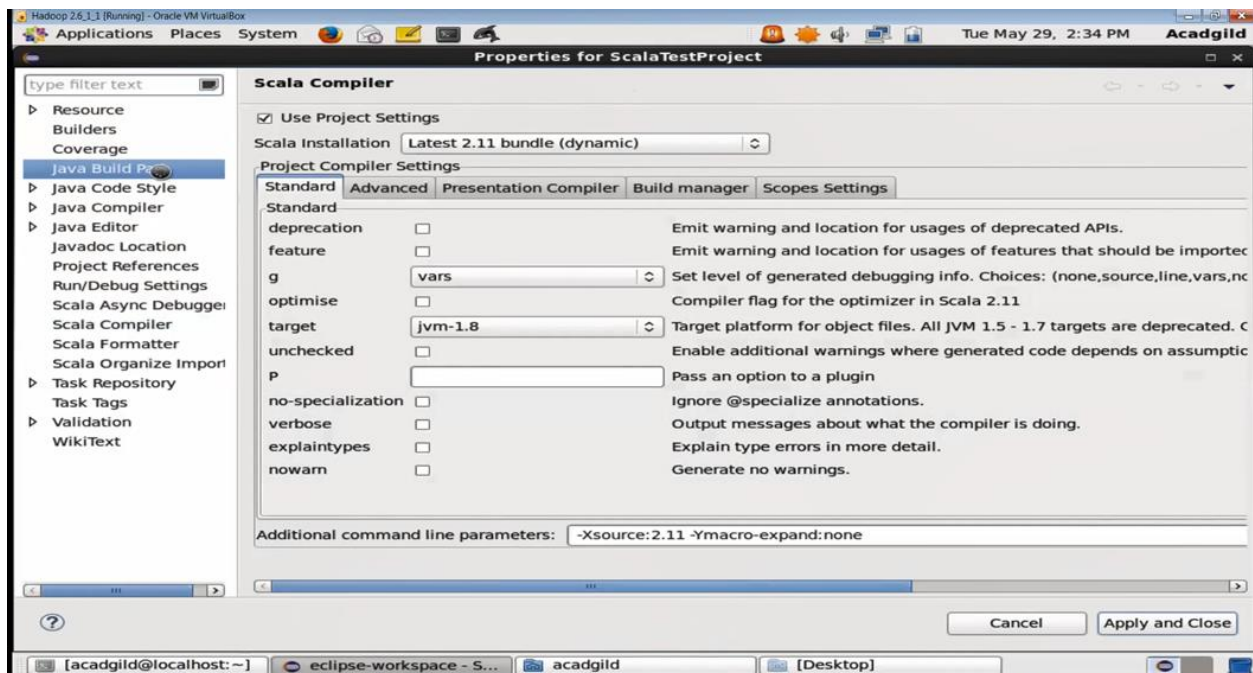 Hadoop 2.6_1_1 [Running] - Oracle VM VirtualBox
Applications Places System Tue May 29, 2:34 PM Acadgild
Properties for ScalaTestProject
type filter text
Resource
Builders
Coverage
Java Build
Java Code Style
Java Compiler
Java Editor
Javadoc Location
Project References
Run/Debug Settings
Scala Async Debugger
Scala Compiler
Scala Formatter
Scala Organize Import
Task Repository
Task Tags
Validation
WikiText
Scala Compiler
Use Project Settings
Scala Installation Latest 2.11 bundle (dynamic)
Project Compiler Settings
Standard Advanced Presentation Compiler Build manager Scopes Settings
Standard
deprecation Emit warning and location for usages of deprecated APIs.
feature Emit warning and location for usages of features that should be imported
g vars Set level of generated debugging info. Choices: (none,source,line,vars,no
optimise Compiler flag for the optimizer in Scala 2.11
target jvm-1.8 Target platform for object files. All JVM 1.5 - 1.7 targets are deprecated.
unchecked Enable additional warnings where generated code depends on assumptic
P Pass an option to a plugin
no-specialization Ignore @specialize annotations.
verbose Output messages about what the compiler is doing.
explaintypes Explain type errors in more detail.
nowarn Generate no warnings.
Additional command line parameters: -Xsource:2.11 -Ymacro-expand:none
Cancel Apply and Close
[acadgild@localhost:~] eclipse-workspace - S... acadgild [Desktop]